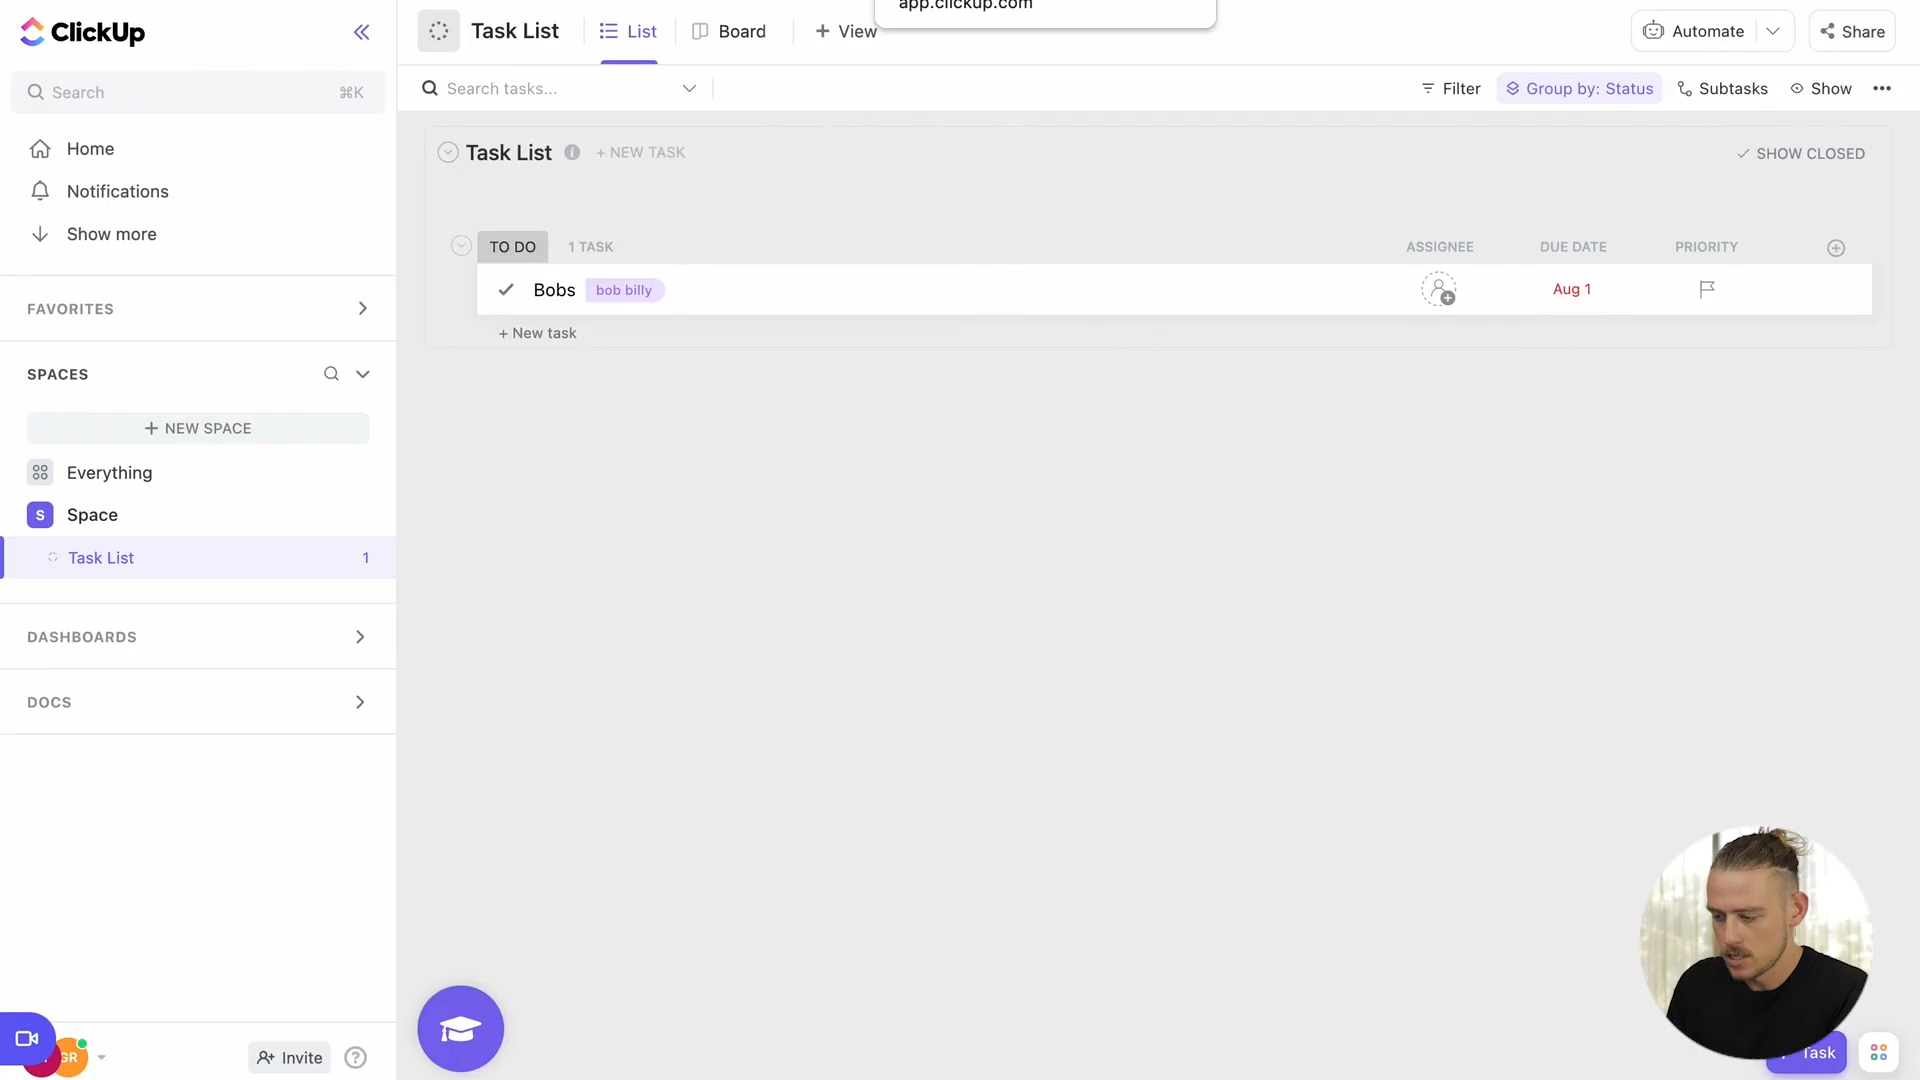 app.clickup.com
ClickUp
Task List
List
Board
+ View
Automate
Share
Search
⌘K
Search tasks...
Filter
Group by: Status
Subtasks
Show
Home
Notifications
Show more
Task List
+ NEW TASK
SHOW CLOSED
TO DO
1 TASK
ASSIGNEE
DUE DATE
PRIORITY
Bobs
bob billy
Aug 1
+ New task
FAVORITES
SPACES
+ NEW SPACE
Everything
S
Space
Task List
1
DASHBOARDS
DOCS
GR
Invite
?
Task